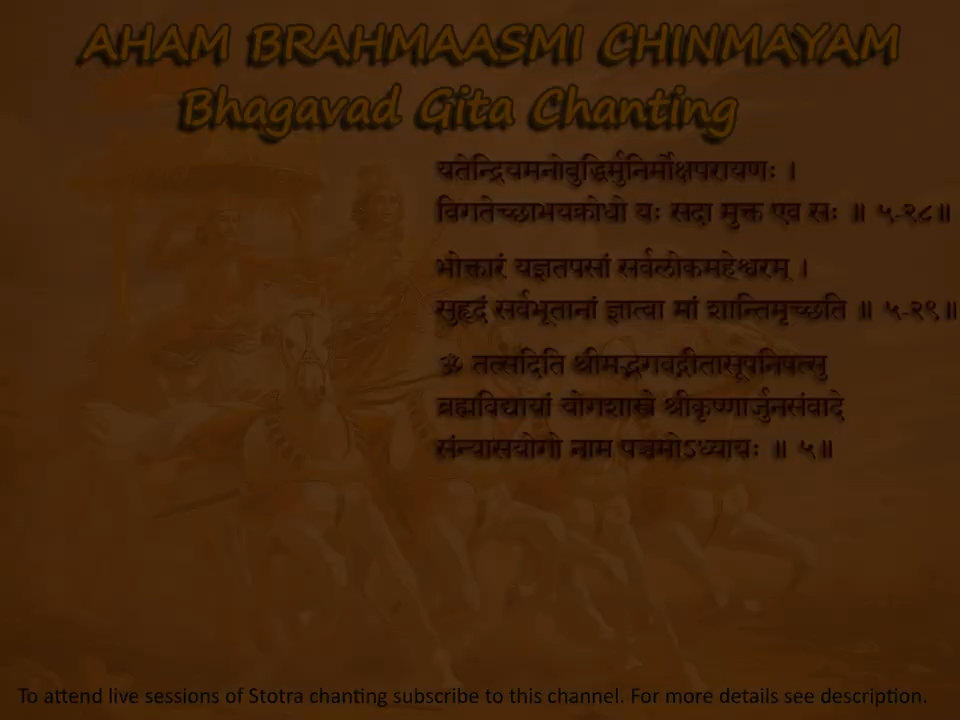 AHAM BRAHMAASMI CHINMAYAM
Bhagavad Gita Chanting
यतेन्द्रियमनोबुद्धिर्मुनिर्मोक्षपरायणः ।
विगतेच्छाभयक्रोधो यः सदा मुक्त एव सः ॥ ५-२८॥
भोक्तारं यज्ञतपसां सर्वलोकमहेश्वरम् ।
सुहृदं सर्वभूतानां ज्ञात्वा मां शान्तिमृच्छति ॥ ५-२९॥
ॐ तत्सदिति श्रीमद्भगवद्गीतासूपनिषत्सु
ब्रह्मविद्यायां योगशास्त्रे श्रीकृष्णार्जुनसंवादे
संन्यासयोगो नाम पञ्चमोऽध्यायः ॥ ५॥
To attend live sessions of Stotra chanting subscribe to this channel. For more details see description.